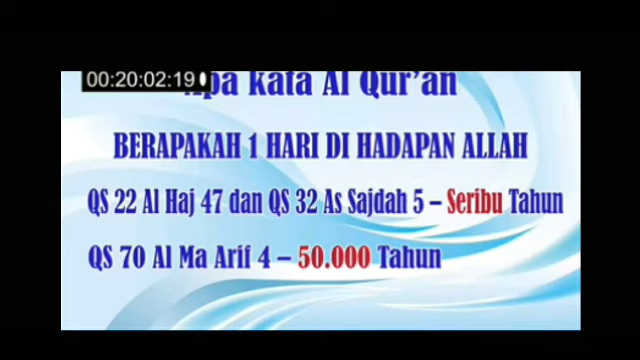 00:20:02:19
Apa kata Al Qur'an
BERAPAKAH 1 HARI DI HADAPAN ALLAH
QS 22 Al Haj 47 dan QS 32 As Sajdah 5 – Seribu Tahun
QS 70 Al Ma Arif 4 – 50.000 Tahun